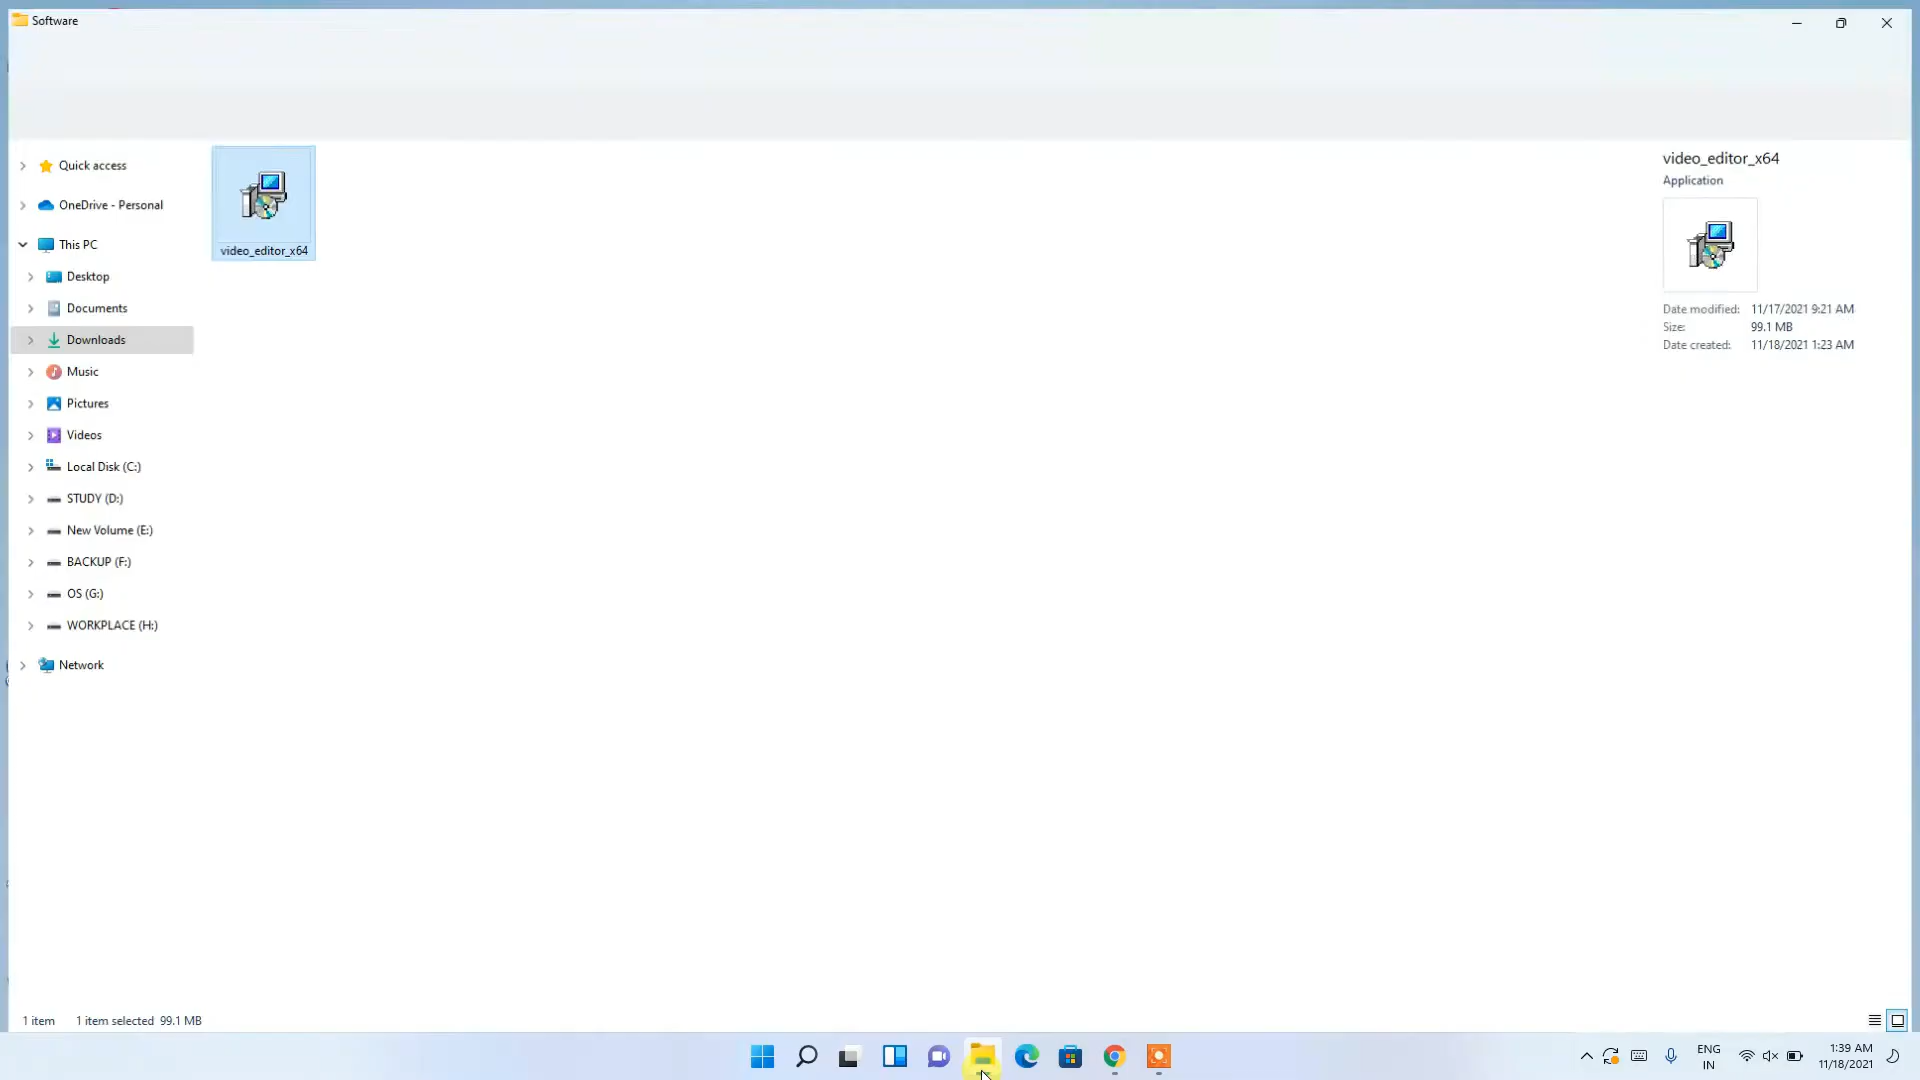 Software
Quick access
OneDrive - Personal
This PC
Desktop
Documents
Downloads
Music
Pictures
Videos
Local Disk (C:)
STUDY (D:)
New Volume (E:)
BACKUP (F:)
OS (G:)
WORKPLACE (H:)
Network
video_editor_x64
video_editor_x64
Application
Date modified: 11/17/2021 9:21 AM
Size: 99.1 MB
Date created: 11/18/2021 1:23 AM
1 item 1 item selected 99.1 MB
ENG
IN
1:39 AM
11/18/2021